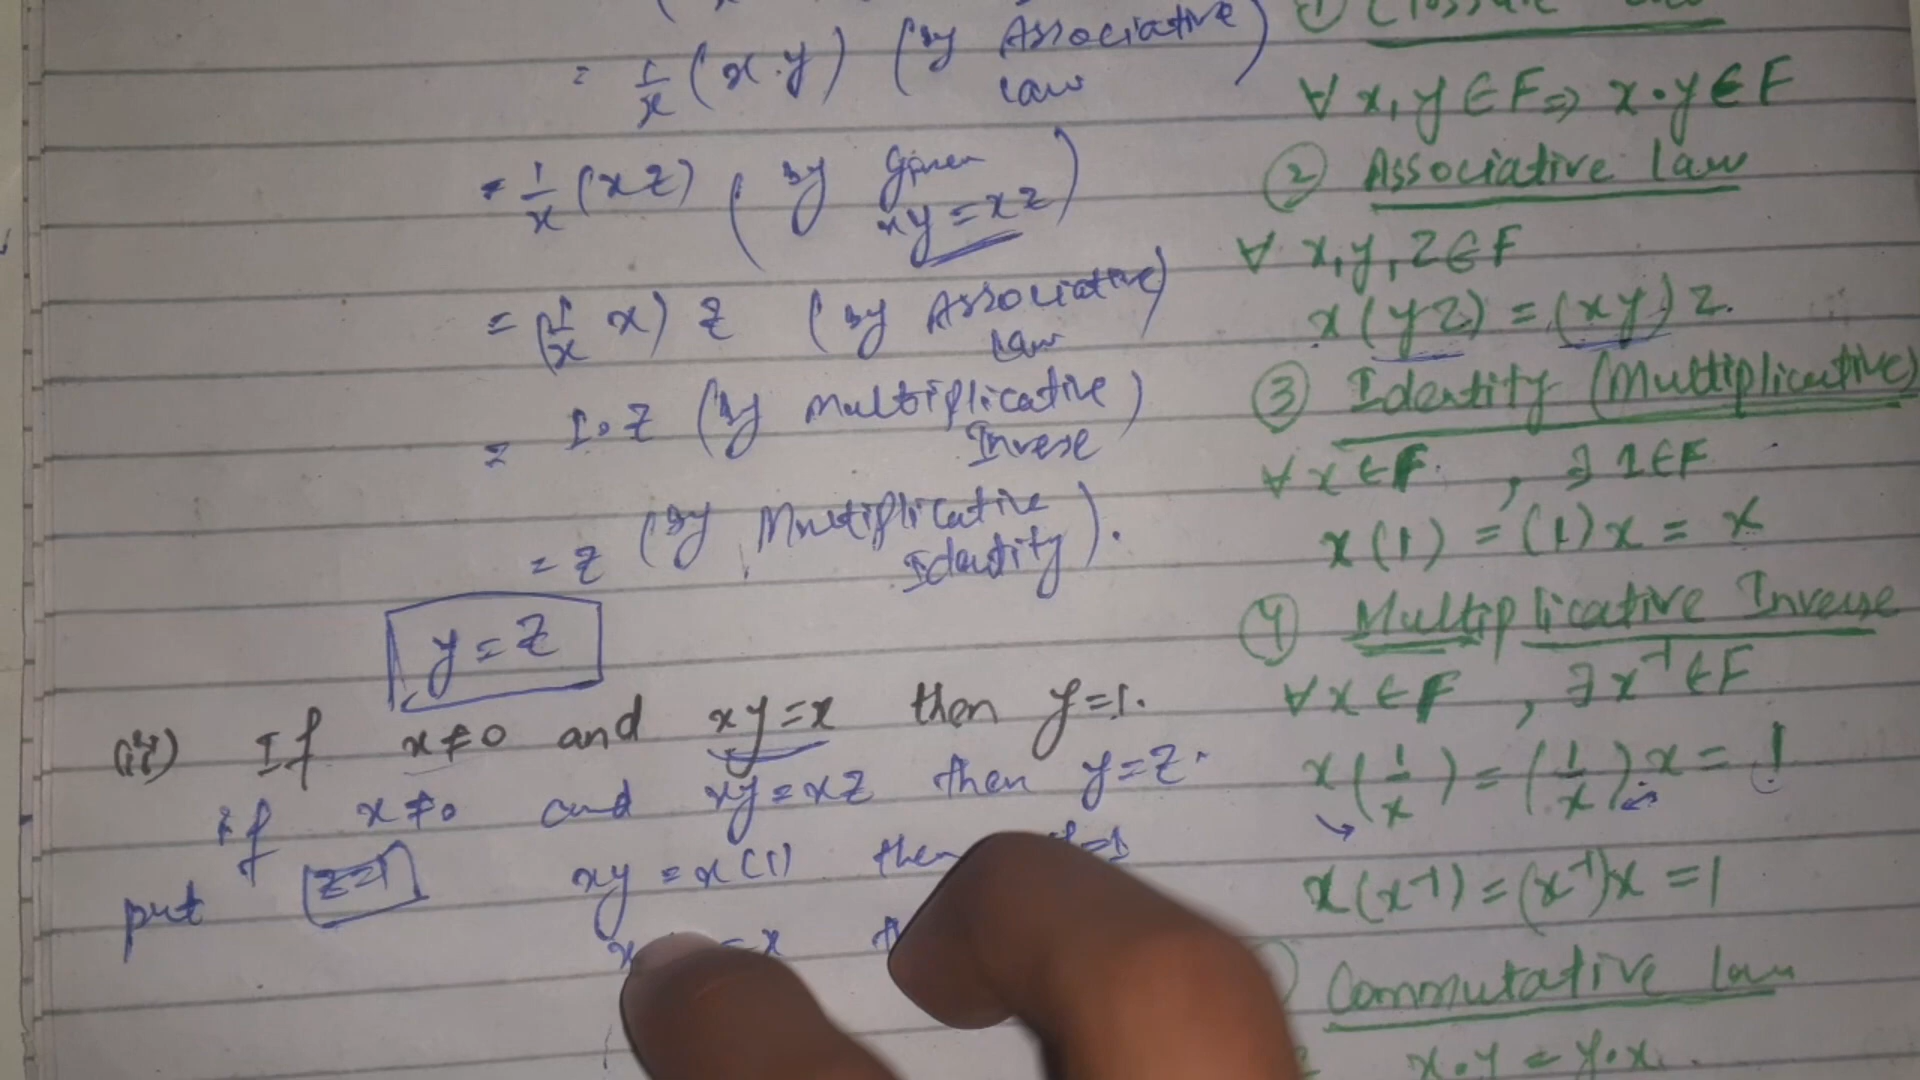 = 1/x (x.y) (by Associative law)
= 1/x (xz) (by Given xy = xz)
= (1/x x) z (by Associative law)
= 1.z (by multiplicative Invese)
= z (by Multiplicative Identity).
y = z
If x≠0 and xy=x then y=1.
if x≠0 and xy=xz then y=z.
put z=1 xy = x(1) then =1
x =x
∀ x,y ∈ F ⇒ x.y ∈ F
② Associative law
∀ x,y,z ∈ F
x(yz) = (xy)z.
③ Identity (Multiplicative)
∀ x ∈ F, ∃ 1 ∈ F
x(1) = (1)x = x
④ Multiplicative Inverse
∀ x ∈ F, ∃ x⁻¹ ∈ F
x(1/x) = (1/x).x = 1
x(x⁻¹) = (x⁻¹)x = 1
Commutative law
x.y = y.x.